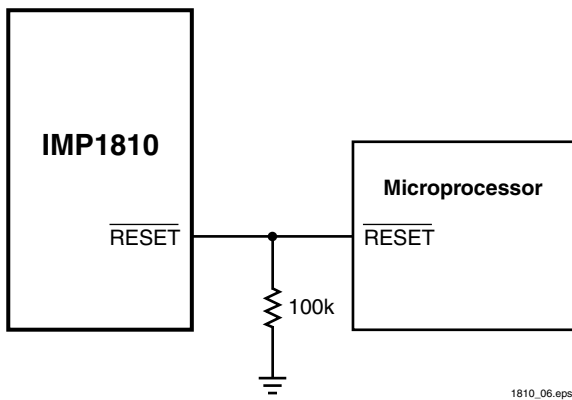 IMP1810
Microprocessor
RESET
RESET
100k
1810_06.eps